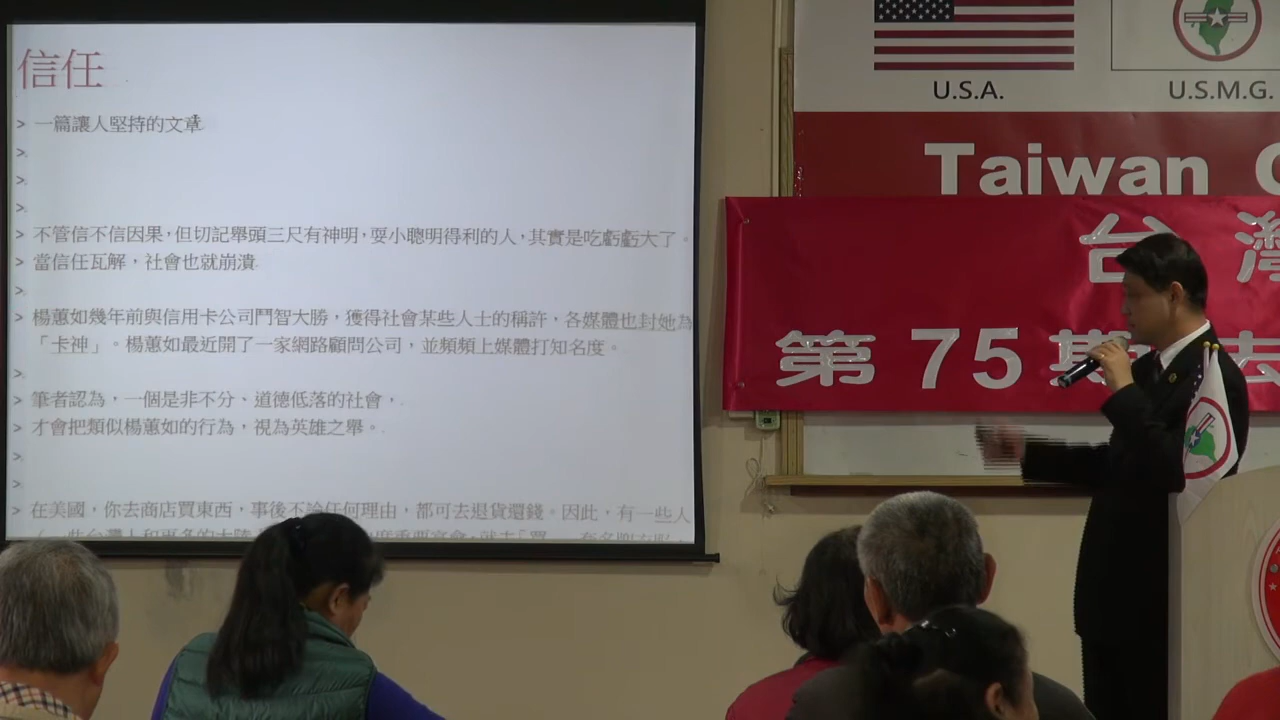 信任
> 一篇讓人堅持的文章
>
>
>
> 不管信不信因果，但切記舉頭三尺有神明，耍小聰明得利的人，其實是吃虧虧大了。
> 當信任瓦解，社會也就崩潰
>
> 楊蕙如幾年前與信用卡公司鬥智大勝，獲得社會某些人士的稱許，各媒體也封她為
「卡神」。楊蕙如最近開了一家網路顧問公司，並頻頻上媒體打知名度。
>
> 筆者認為，一個是非不分、道德低落的社會，
> 才會把類似楊蕙如的行為，視為英雄之舉。
>
>
> 在美國，你去商店買東西，事後不論任何理由，都可去退貨還錢。因此，有一些人
U.S.A.
U.S.M.G.
Taiwan C
台灣
第75期